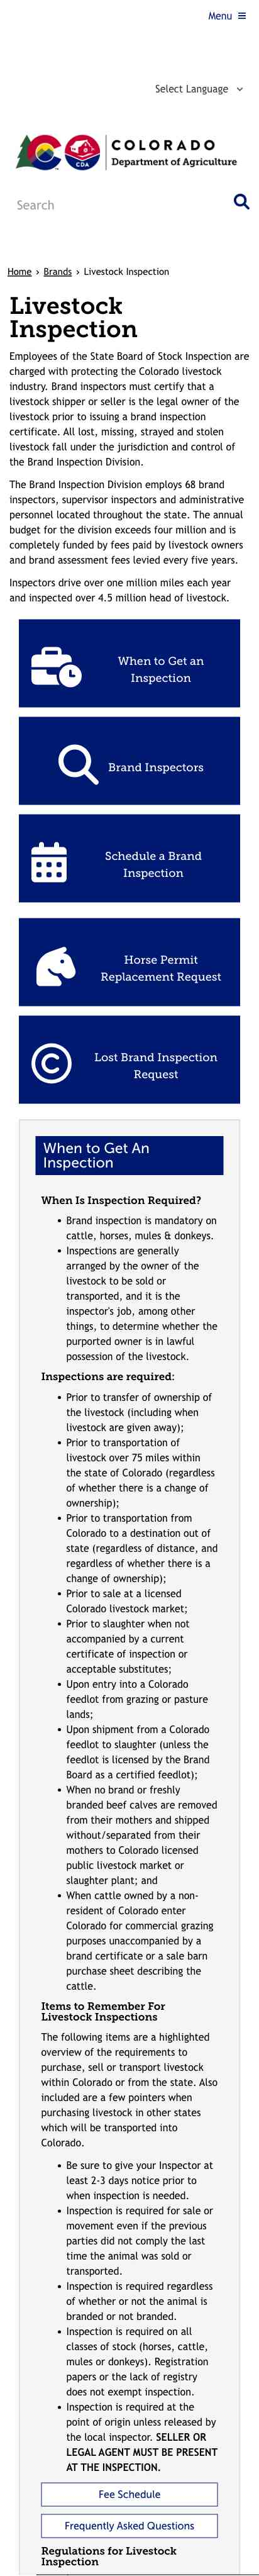 Menu
Select Language
COLORADO
Department of Agriculture
CDA
Search
Home › Brands › Livestock Inspection
Livestock
Inspection
Employees of the State Board of Stock Inspection are
charged with protecting the Colorado livestock
industry. Brand inspectors must certify that a
livestock shipper or seller is the legal owner of the
livestock prior to issuing a brand inspection
certificate. All lost, missing, strayed and stolen
livestock fall under the jurisdiction and control of
the Brand Inspection Division.
The Brand Inspection Division employs 68 brand
inspectors, supervisor inspectors and administrative
personnel located throughout the state. The annual
budget for the division exceeds four million and is
completely funded by fees paid by livestock owners
and brand assessment fees levied every five years.
Inspectors drive over one million miles each year
and inspected over 4.5 million head of livestock.
When to Get an
Inspection
Brand Inspectors
Schedule a Brand
Inspection
Horse Permit
Replacement Request
Lost Brand Inspection
Request
When to Get An
Inspection
When Is Inspection Required?
• Brand inspection is mandatory on
cattle, horses, mules & donkeys.
• Inspections are generally
arranged by the owner of the
livestock to be sold or
transported, and it is the
inspector's job, among other
things, to determine whether the
purported owner is in lawful
possession of the livestock.
Inspections are required:
• Prior to transfer of ownership of
the livestock (including when
livestock are given away);
• Prior to transportation of
livestock over 75 miles within
the state of Colorado (regardless
of whether there is a change of
ownership);
• Prior to transportation from
Colorado to a destination out of
state (regardless of distance, and
regardless of whether there is a
change of ownership);
• Prior to sale at a licensed
Colorado livestock market;
• Prior to slaughter when not
accompanied by a current
certificate of inspection or
acceptable substitutes;
• Upon entry into a Colorado
feedlot from grazing or pasture
lands;
• Upon shipment from a Colorado
feedlot to slaughter (unless the
feedlot is licensed by the Brand
Board as a certified feedlot);
• When no brand or freshly
branded beef calves are removed
from their mothers and shipped
without/separated from their
mothers to Colorado licensed
public livestock market or
slaughter plant; and
• When cattle owned by a non-
resident of Colorado enter
Colorado for commercial grazing
purposes unaccompanied by a
brand certificate or a sale barn
purchase sheet describing the
cattle.
Items to Remember For
Livestock Inspections
The following items are a highlighted
overview of the requirements to
purchase, sell or transport livestock
within Colorado or from the state. Also
included are a few pointers when
purchasing livestock in other states
which will be transported into
Colorado.
• Be sure to give your Inspector at
least 2-3 days notice prior to
when inspection is needed.
• Inspection is required for sale or
movement even if the previous
parties did not comply the last
time the animal was sold or
transported.
• Inspection is required regardless
of whether or not the animal is
branded or not branded.
• Inspection is required on all
classes of stock (horses, cattle,
mules or donkeys). Registration
papers or the lack of registry
does not exempt inspection.
• Inspection is required at the
point of origin unless released by
the local inspector. SELLER OR
LEGAL AGENT MUST BE PRESENT
AT THE INSPECTION.
Fee Schedule
Frequently Asked Questions
Regulations for Livestock
Inspection